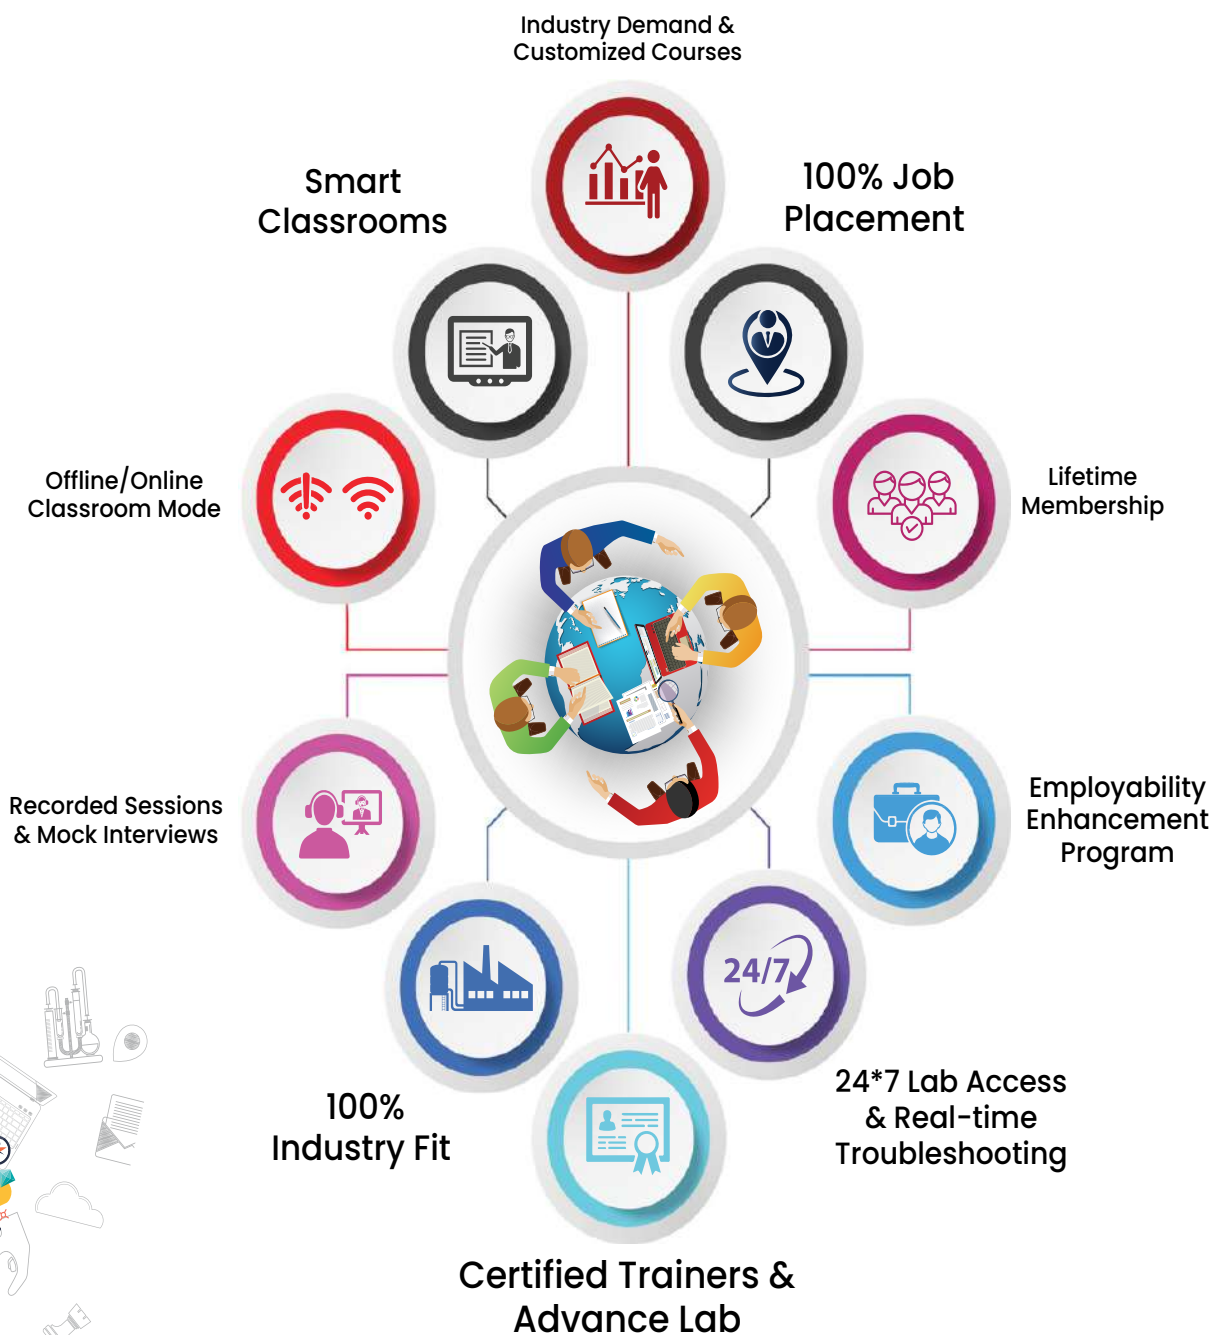 Industry Demand &
Customized Courses
Smart
Classrooms
100% Job
Placement
Offline/Online
Classroom Mode
Lifetime
Membership
Recorded Sessions
& Mock Interviews
Employability
Enhancement
Program
24/7
100%
Industry Fit
24*7 Lab Access
& Real-time
Troubleshooting
Certified Trainers &
Advance Lab